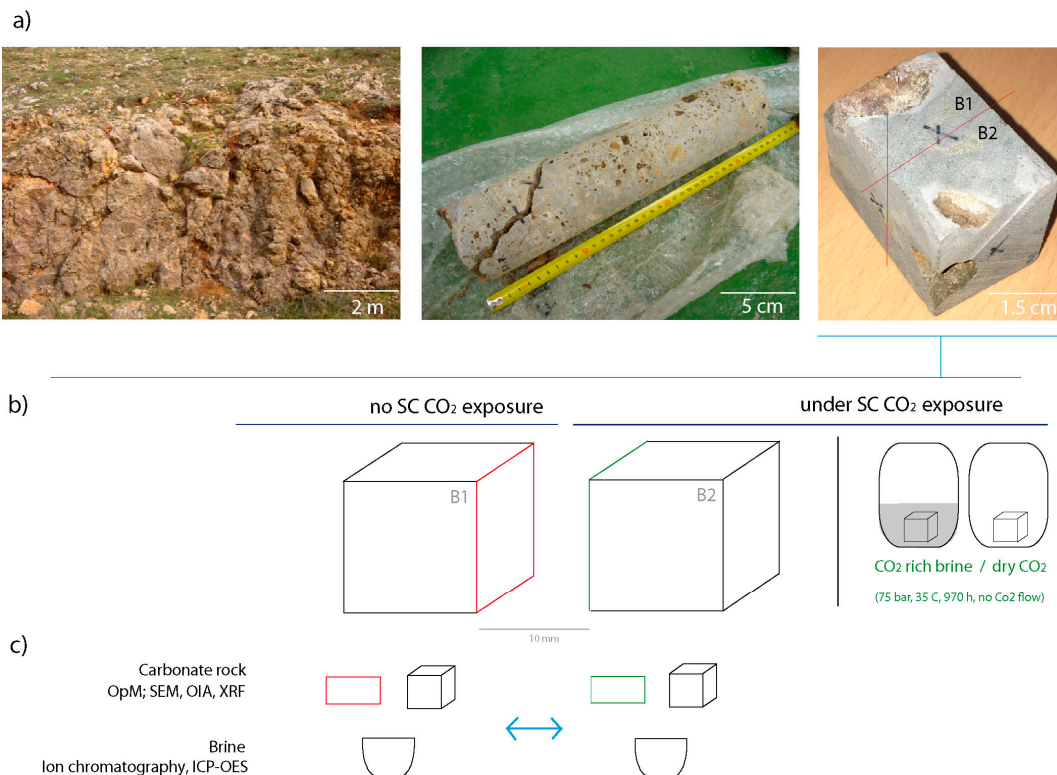 a)
B1
B2
2 m
5 cm
1.5 cm
b)
no SC CO₂ exposure
under SC CO₂ exposure
B1
B2
CO₂ rich brine / dry CO₂
(75 bar, 35 C, 970 h, no Co2 flow)
10 mm
c)
Carbonate rock
OpM; SEM, OIA, XRF
Brine
Ion chromatography, ICP-OES